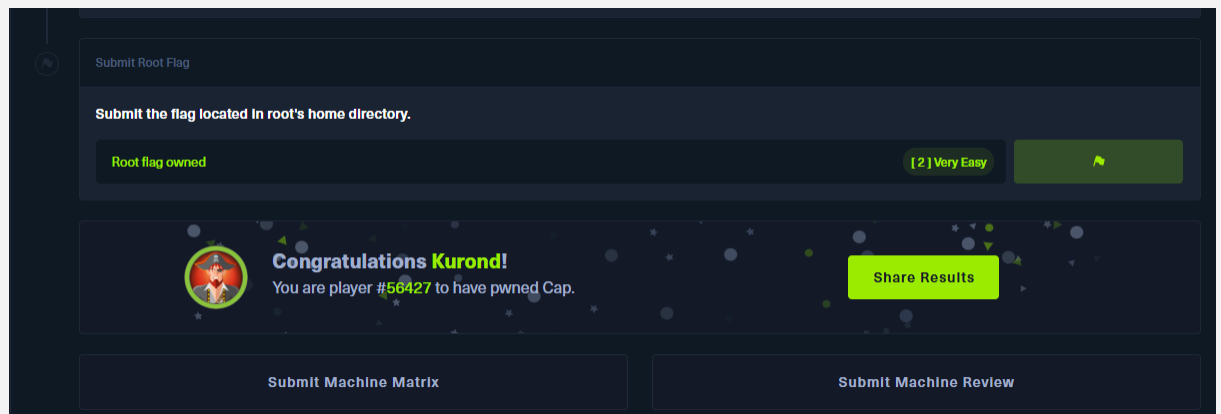 Submit Root Flag
Submit the flag located in root's home directory.
Root flag owned
[ 2 ] Very Easy
Congratulations Kurond!
You are player #56427 to have pwned Cap.
Share Results
Submit Machine Matrix
Submit Machine Review